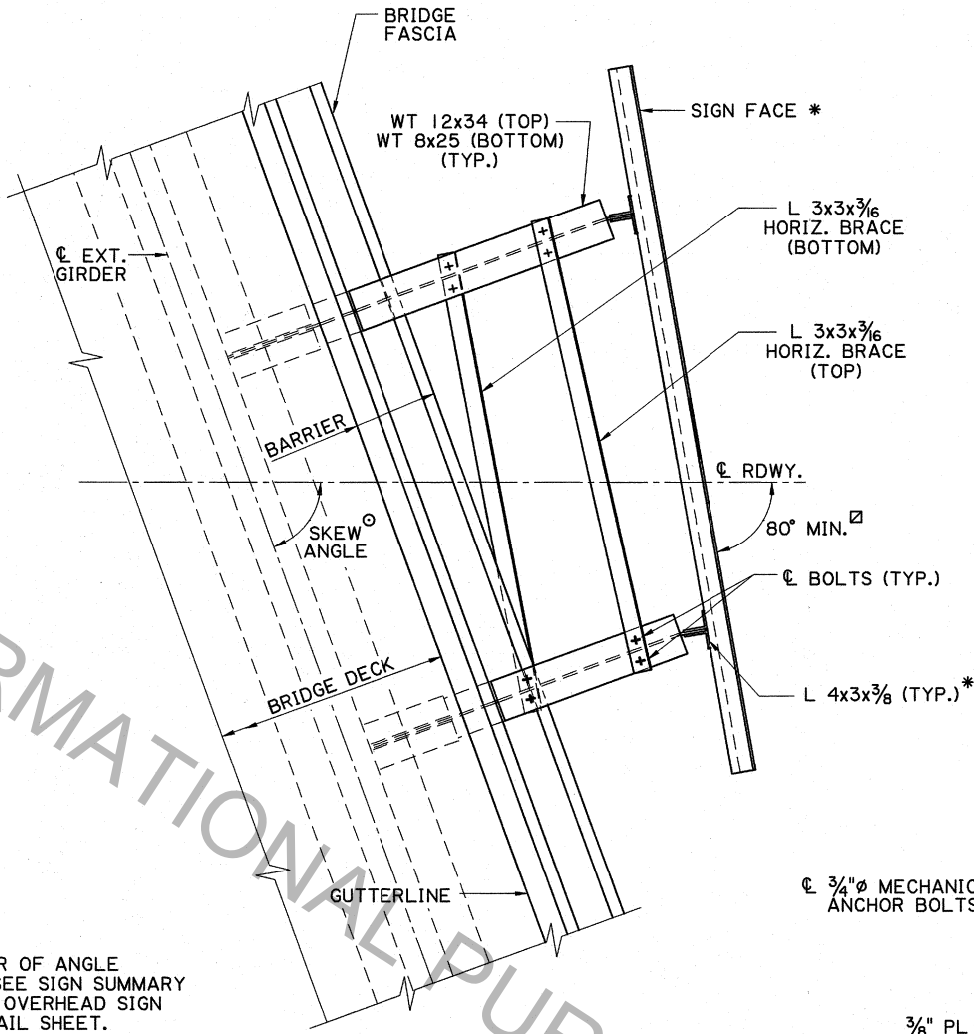 BRIDGE
FASCIA
SIGN FACE *
WT 12x34 (TOP)
WT 8x25 (BOTTOM)
(TYP.)
L 3x3x3/16
HORIZ. BRACE
(BOTTOM)
℄ EXT.
GIRDER
L 3x3x3/16
HORIZ. BRACE
(TOP)
BARRIER
℄ RDWY.
SKEW ⊙
ANGLE
80° MIN.
℄ BOLTS (TYP.)
BRIDGE DECK
L 4x3x3/8 (TYP.)*
GUTTERLINE
℄ 3/4"ø MECHANIC
ANCHOR BOLTS
R OF ANGLE
SEE SIGN SUMMARY
OVERHEAD SIGN
AIL SHEET.
3/8" PL
RMATIONAL PUR